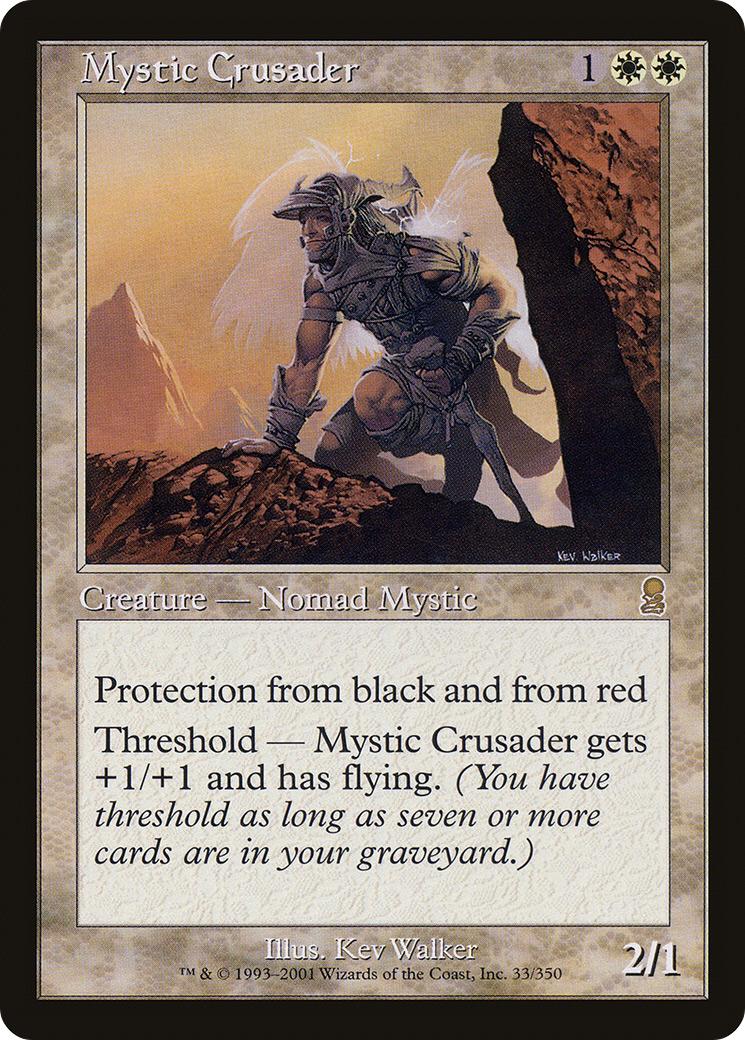 Mystic Crusader 1
Kev. Walker
Creature — Nomad Mystic
Protection from black and from red
Threshold — Mystic Crusader gets
+1/+1 and has flying. (You have
threshold as long as seven or more
cards are in your graveyard.)
Illus. Kev Walker
™ & © 1993–2001 Wizards of the Coast, Inc. 33/350
2/1